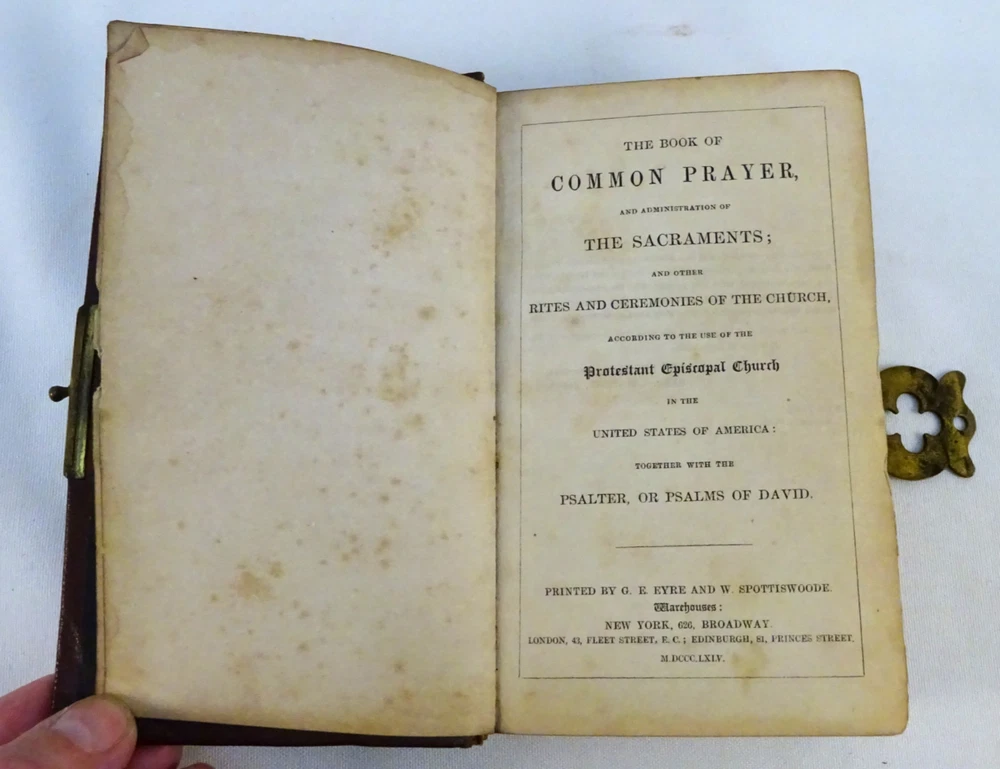 THE BOOK OF
COMMON PRAYER,
AND ADMINISTRATION OF
THE SACRAMENTS;
AND OTHER
RITES AND CEREMONIES OF THE CHURCH,
ACCORDING TO THE USE OF THE
Protestant Episcopal Church
IN THE
UNITED STATES OF AMERICA:
TOGETHER WITH THE
PSALTER, OR PSALMS OF DAVID.
PRINTED BY G. E. EYRE AND W. SPOTTISWOODE.
Warehouses:
NEW YORK, 626, BROADWAY.
LONDON, 43, FLEET STREET, E. C.; EDINBURGH, 81, PRINCES STREET.
M.DCCC.LXIV.